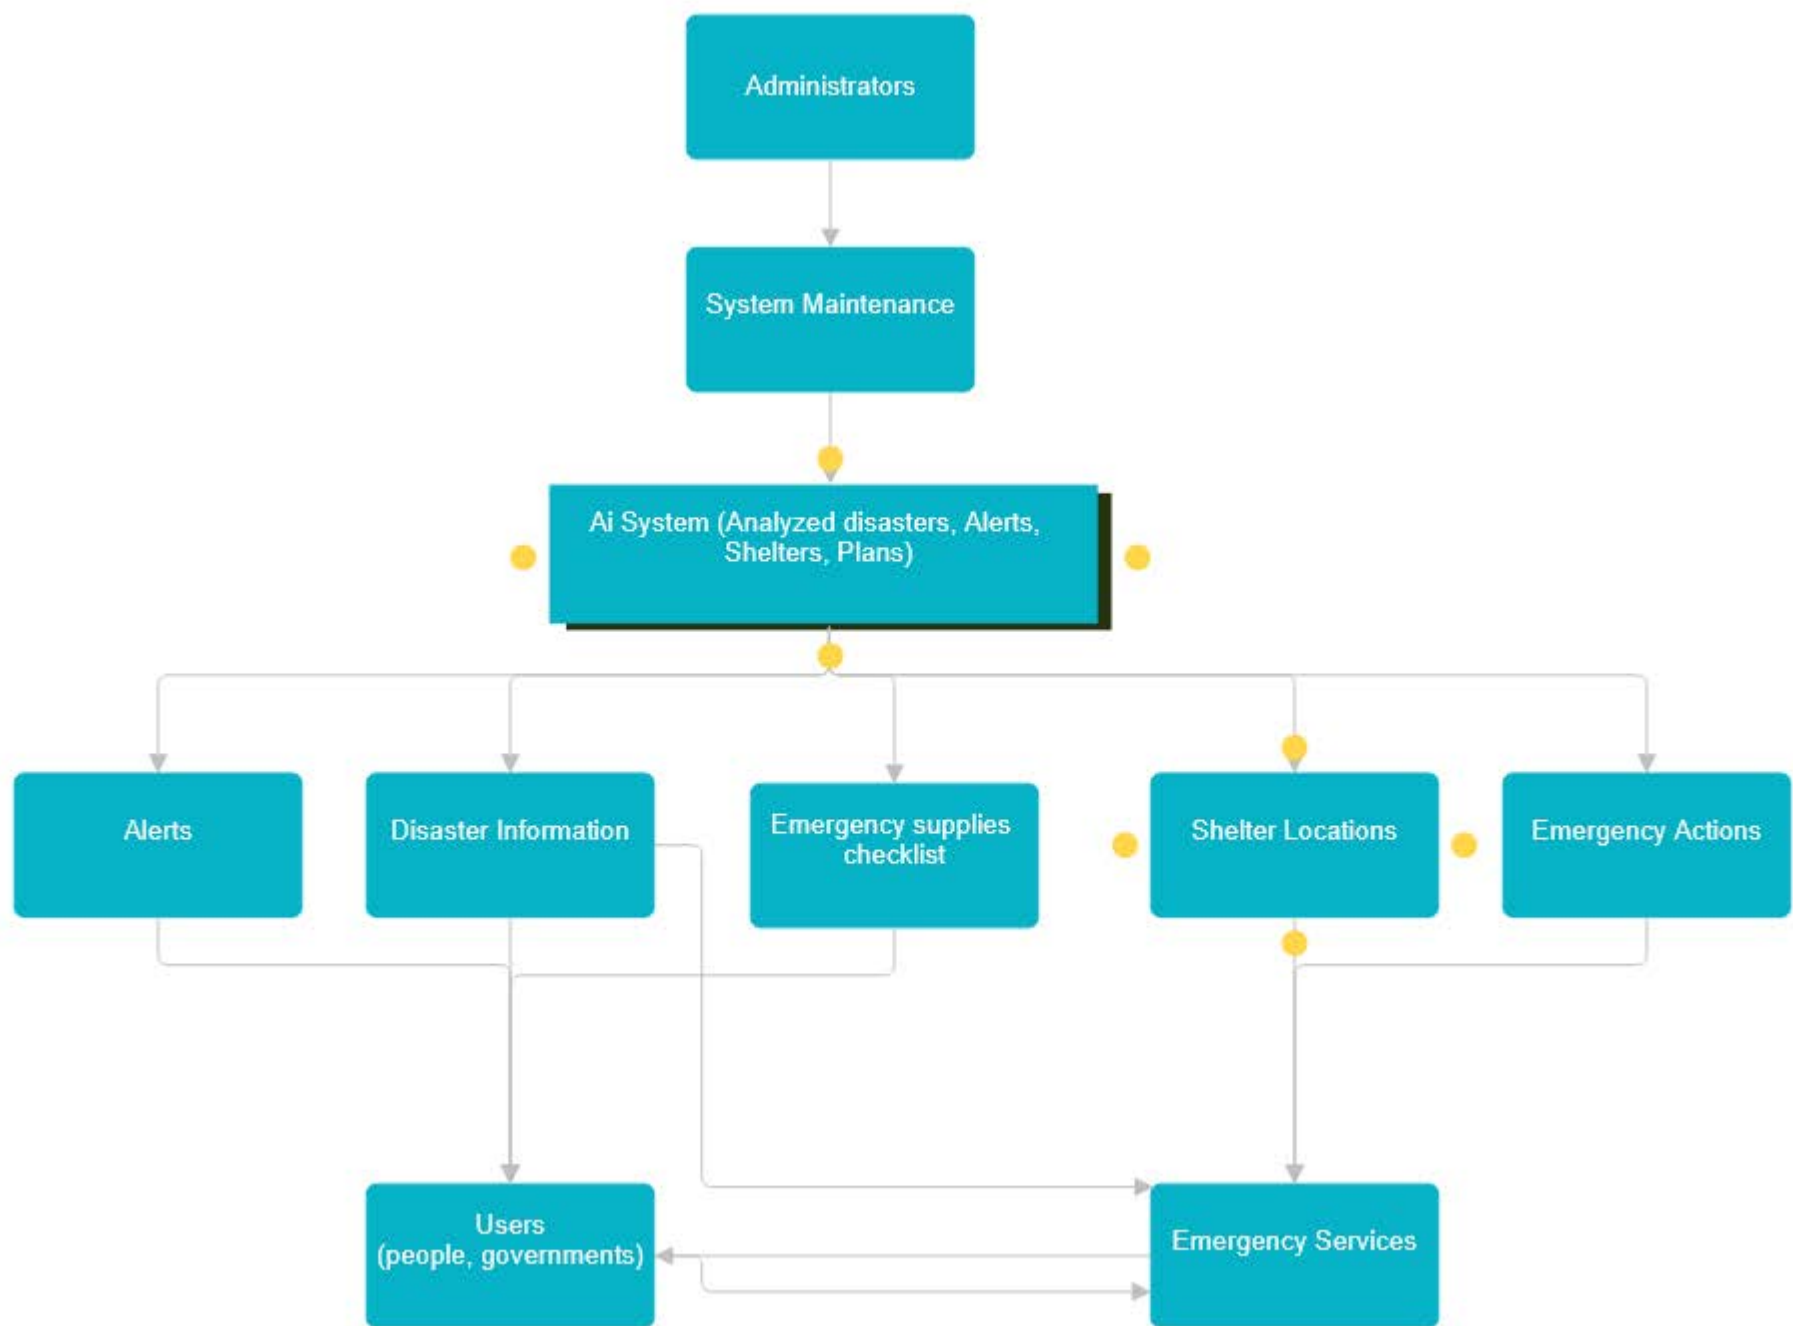 Administrators
System Maintenance
Ai System (Analyzed disasters, Alerts,
Shelters, Plans)
Alerts
Disaster Information
Emergency supplies
checklist
Shelter Locations
Emergency Actions
Users
(people, governments)
Emergency Services